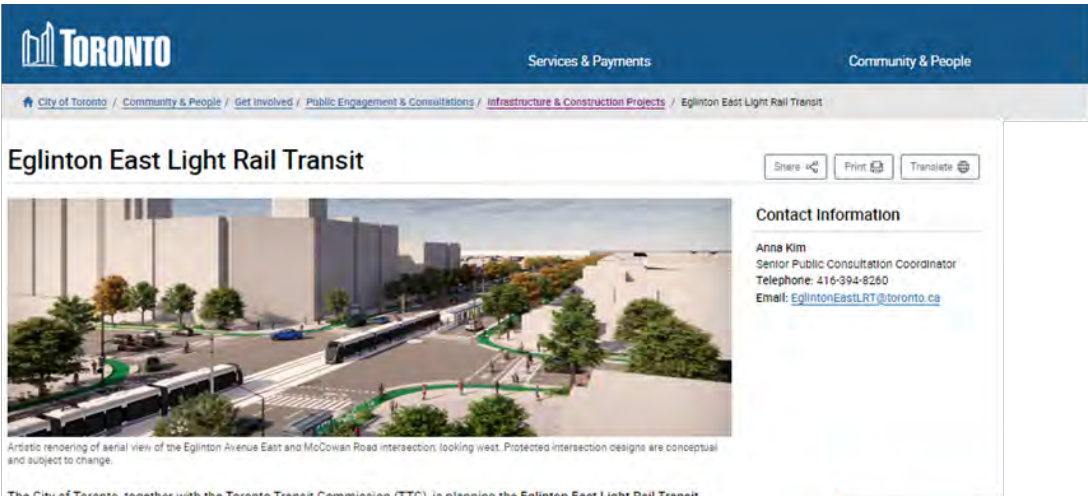 TORONTO
Services & Payments
Community & People
City of Toronto / Community & People / Get Involved / Public Engagement & Consultations / Infrastructure & Construction Projects / Eglinton East Light Rail Transit
Eglinton East Light Rail Transit
Share
Print
Translate
Contact Information
Anna Kim
Senior Public Consultation Coordinator
Telephone: 416-394-8260
Email: EglintonEastLRT@toronto.ca
Artistic rendering of aerial view of the Eglinton Avenue East and McCowan Road intersection, looking west. Protected intersection designs are conceptual
and subject to change.
The City of Toronto, together with the Toronto Transit Commission (TTC), is planning the Eglinton East Light Rail Transit